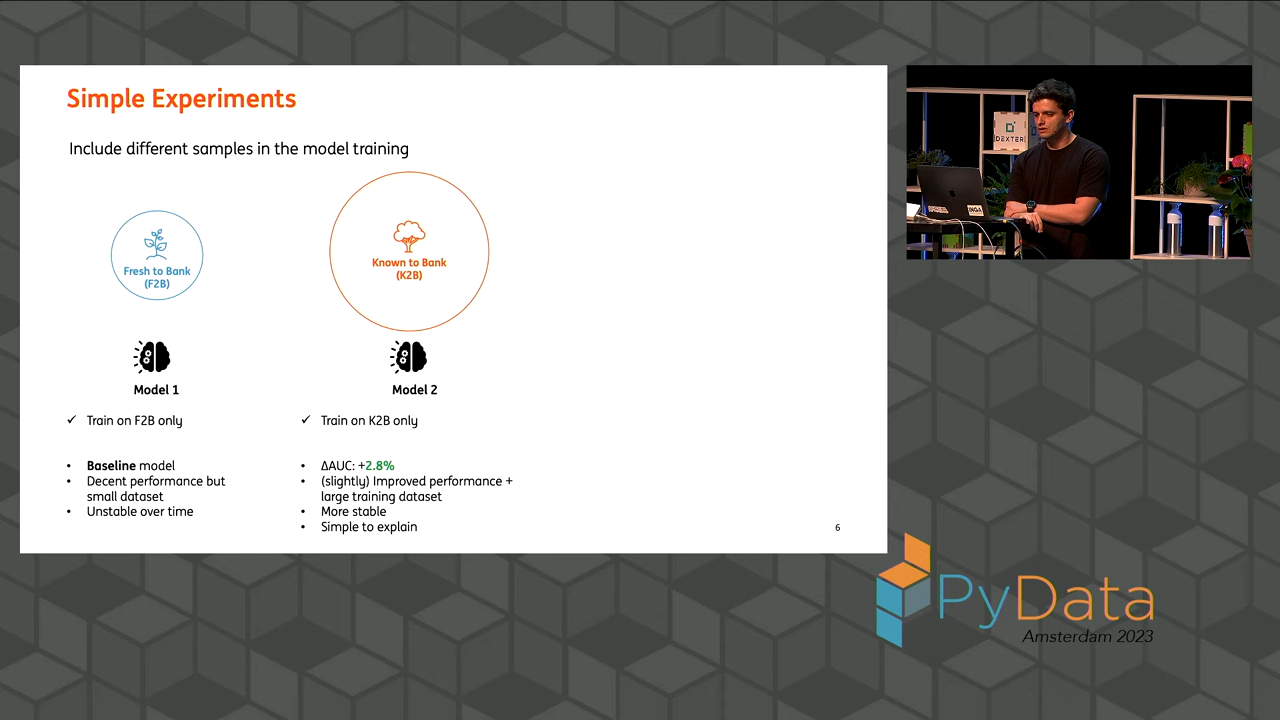 Simple Experiments
Include different samples in the model training
Fresh to Bank
(F2B)
Known to Bank
(K2B)
Model 1
Model 2
✓ Train on F2B only
✓ Train on K2B only
• Baseline model
• Decent performance but
small dataset
• Unstable over time
• ΔAUC: +2.8%
• (slightly) Improved performance +
large training dataset
• More stable
• Simple to explain
6
DEXTER
PyData
Amsterdam 2023